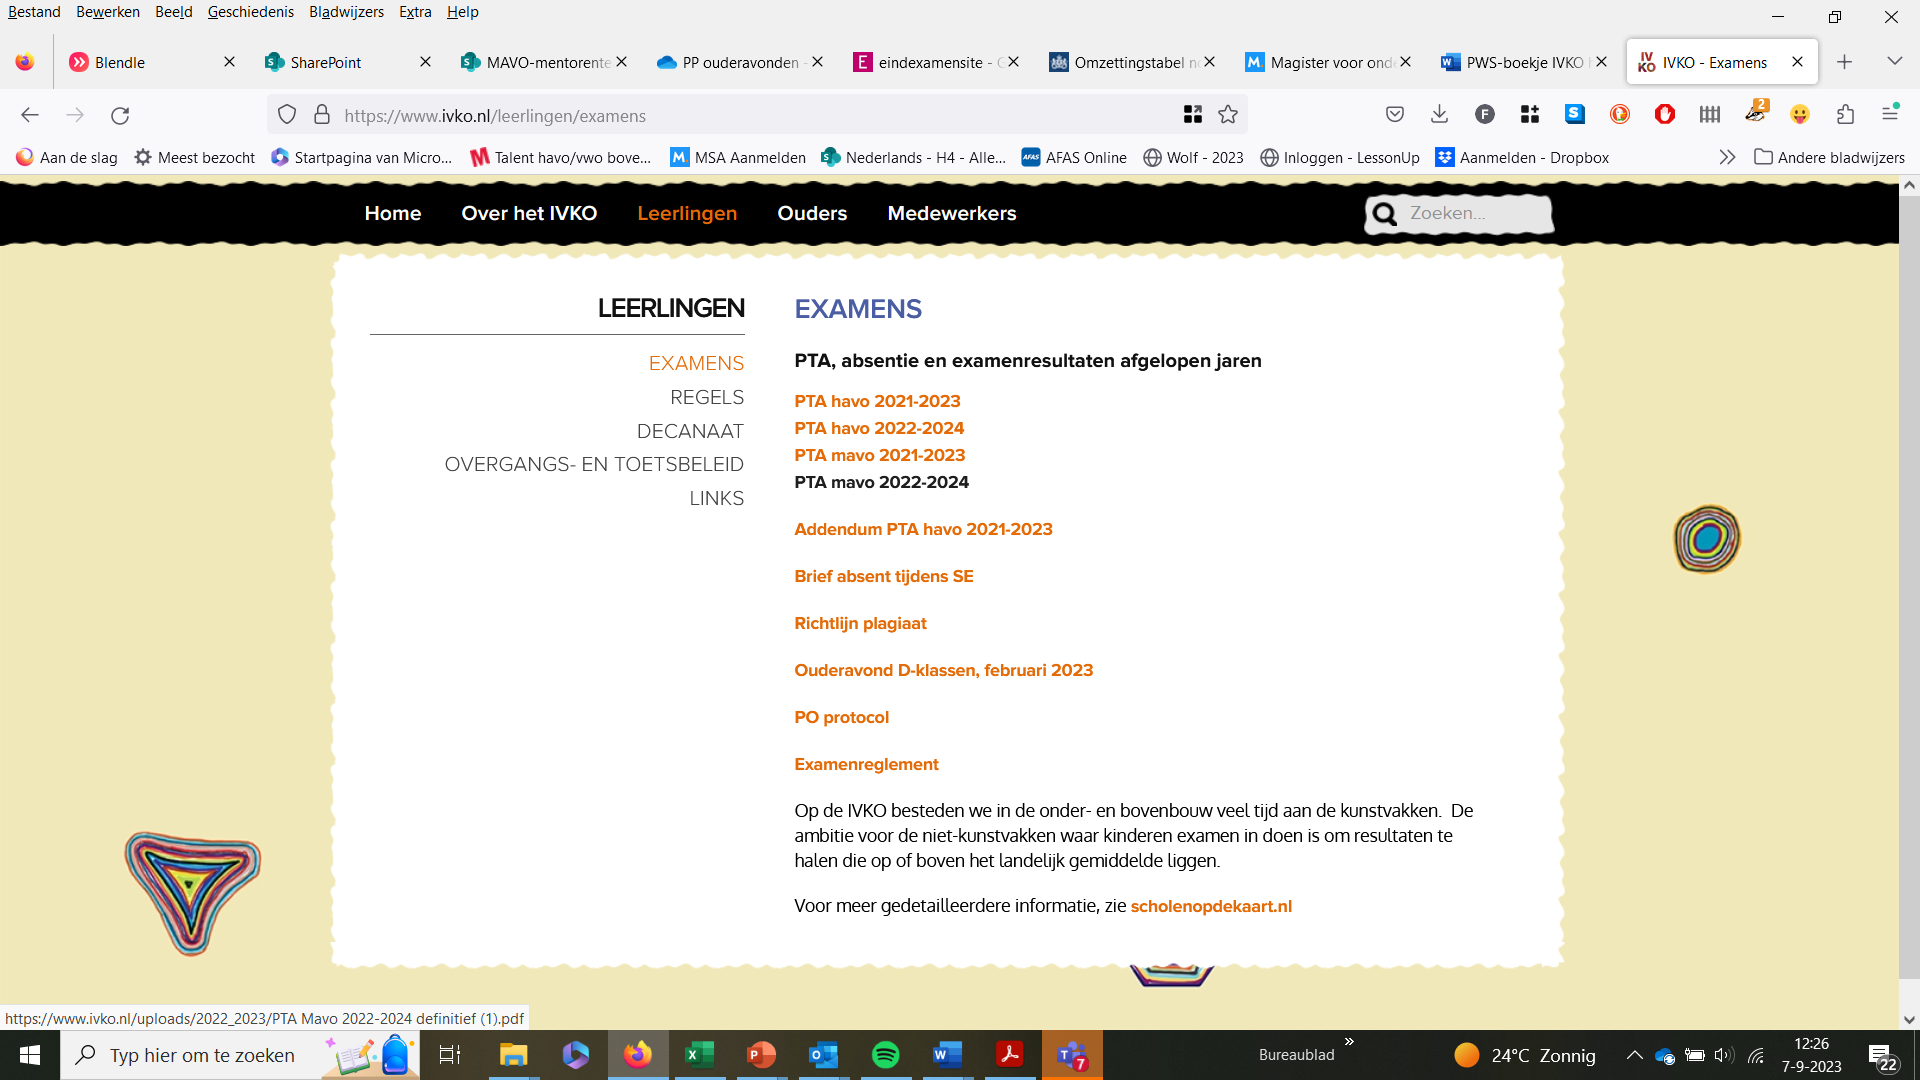 Bestand Bewerken Beeld Geschiedenis Bladwijzers Extra Help
Blendle SharePoint MAVO-mentorente PP ouderavonden - eindexamensite - Omzettingstabel Magister voor ond PWS-boekje IVKO IVKO - Examens
https://www.ivko.nl/leerlingen/examens
2
Aan de slag Meest bezocht Startpagina van Micro... Talent havo/vwo bove... MSA Aanmelden Nederlands - H4 - Alle... AFAS Online Wolf - 2023 Inloggen - LessonUp Aanmelden - Dropbox Andere bladwijzers
Home Over het IVKO Leerlingen Ouders Medewerkers Zoeken...
LEERLINGEN
EXAMENS
REGELS
DECANAAT
OVERGANGS- EN TOETSBELEID
LINKS
EXAMENS
PTA, absentie en examenresultaten afgelopen jaren
PTA havo 2021-2023
PTA havo 2022-2024
PTA mavo 2021-2023
PTA mavo 2022-2024
Addendum PTA havo 2021-2023
Brief absent tijdens SE
Richtlijn plagiaat
Ouderavond D-klassen, februari 2023
PO protocol
Examenreglement
Op de IVKO besteden we in de onder- en bovenbouw veel tijd aan de kunstvakken. De
ambitie voor de niet-kunstvakken waar kinderen examen in doen is om resultaten te
halen die op of boven het landelijk gemiddelde liggen.
Voor meer gedetailleerdere informatie, zie scholenopdekaart.nl
https://www.ivko.nl/uploads/2022_2023/PTA Mavo 2022-2024 definitief (1).pdf
Typ hier om te zoeken
7
Bureaublad
24°C Zonnig
12:26
7-9-2023
22